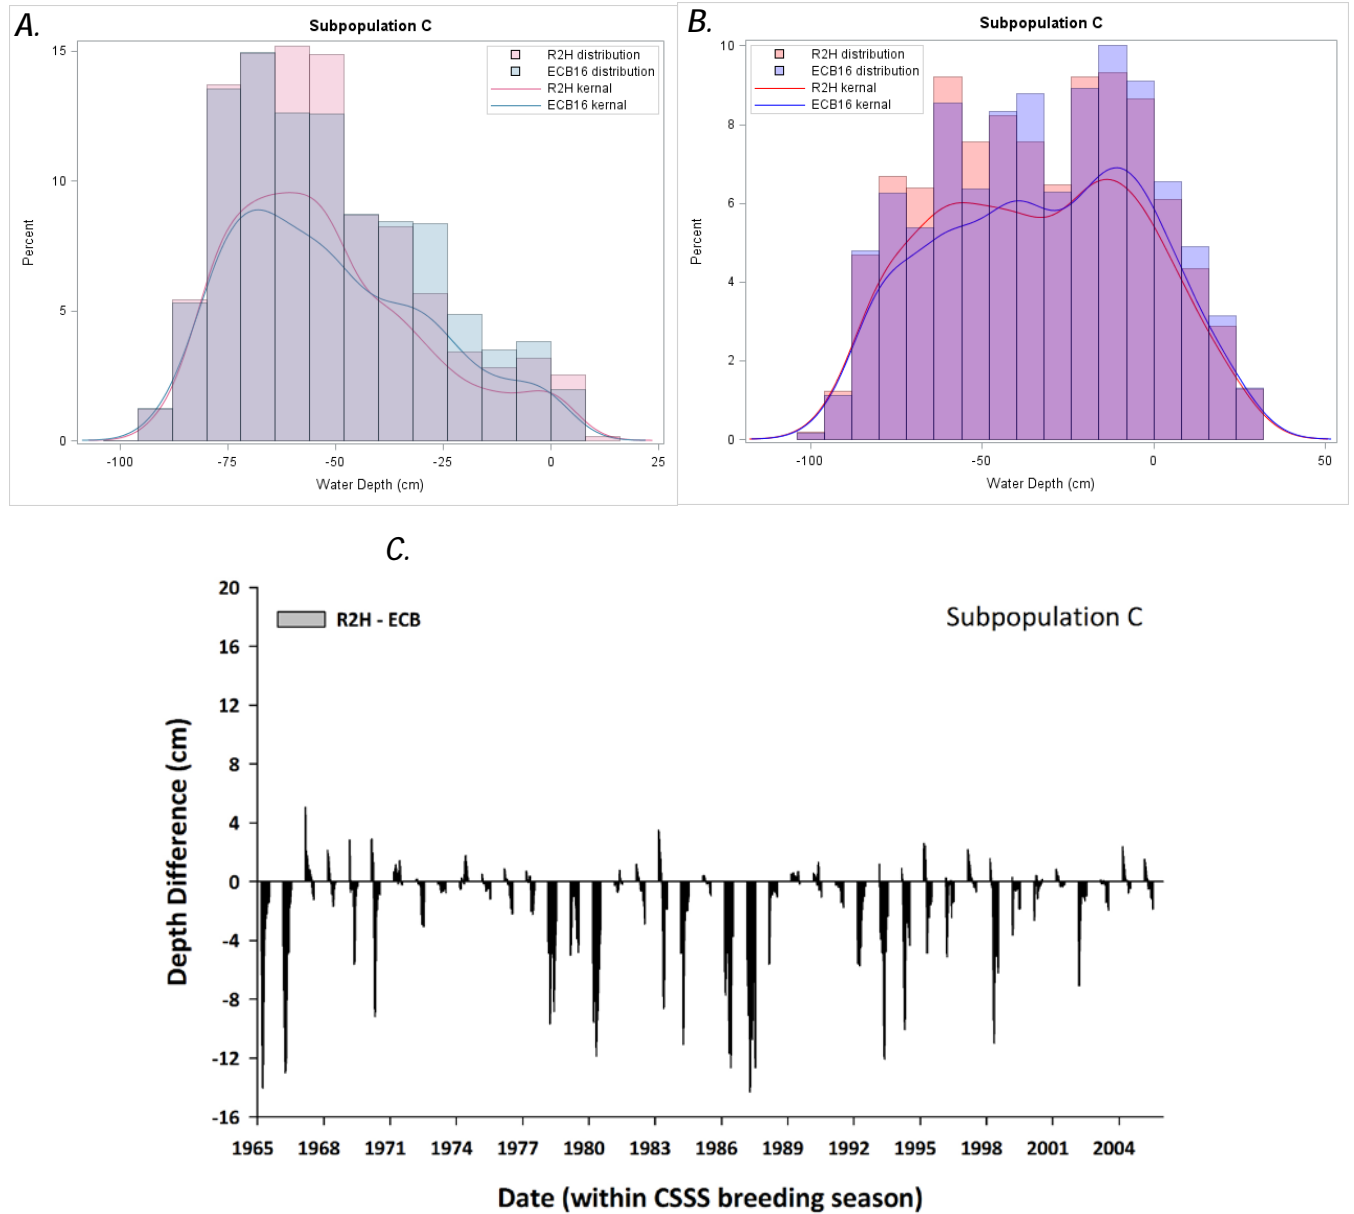 A.
Subpopulation C
R2H distribution
ECB16 distribution
R2H kernal
ECB16 kernal
15
10
5
0
Percent
-100 -75 -50 -25 0 25
Water Depth (cm)
B.
Subpopulation C
R2H distribution
ECB16 distribution
R2H kernal
ECB16 kernal
10
8
6
4
2
0
Percent
-100 -50 0 50
Water Depth (cm)
C.
Subpopulation C
R2H - ECB
20
16
12
8
4
0
-4
-8
-12
-16
Depth Difference (cm)
1965 1968 1971 1974 1977 1980 1983 1986 1989 1992 1995 1998 2001 2004
Date (within CSSS breeding season)